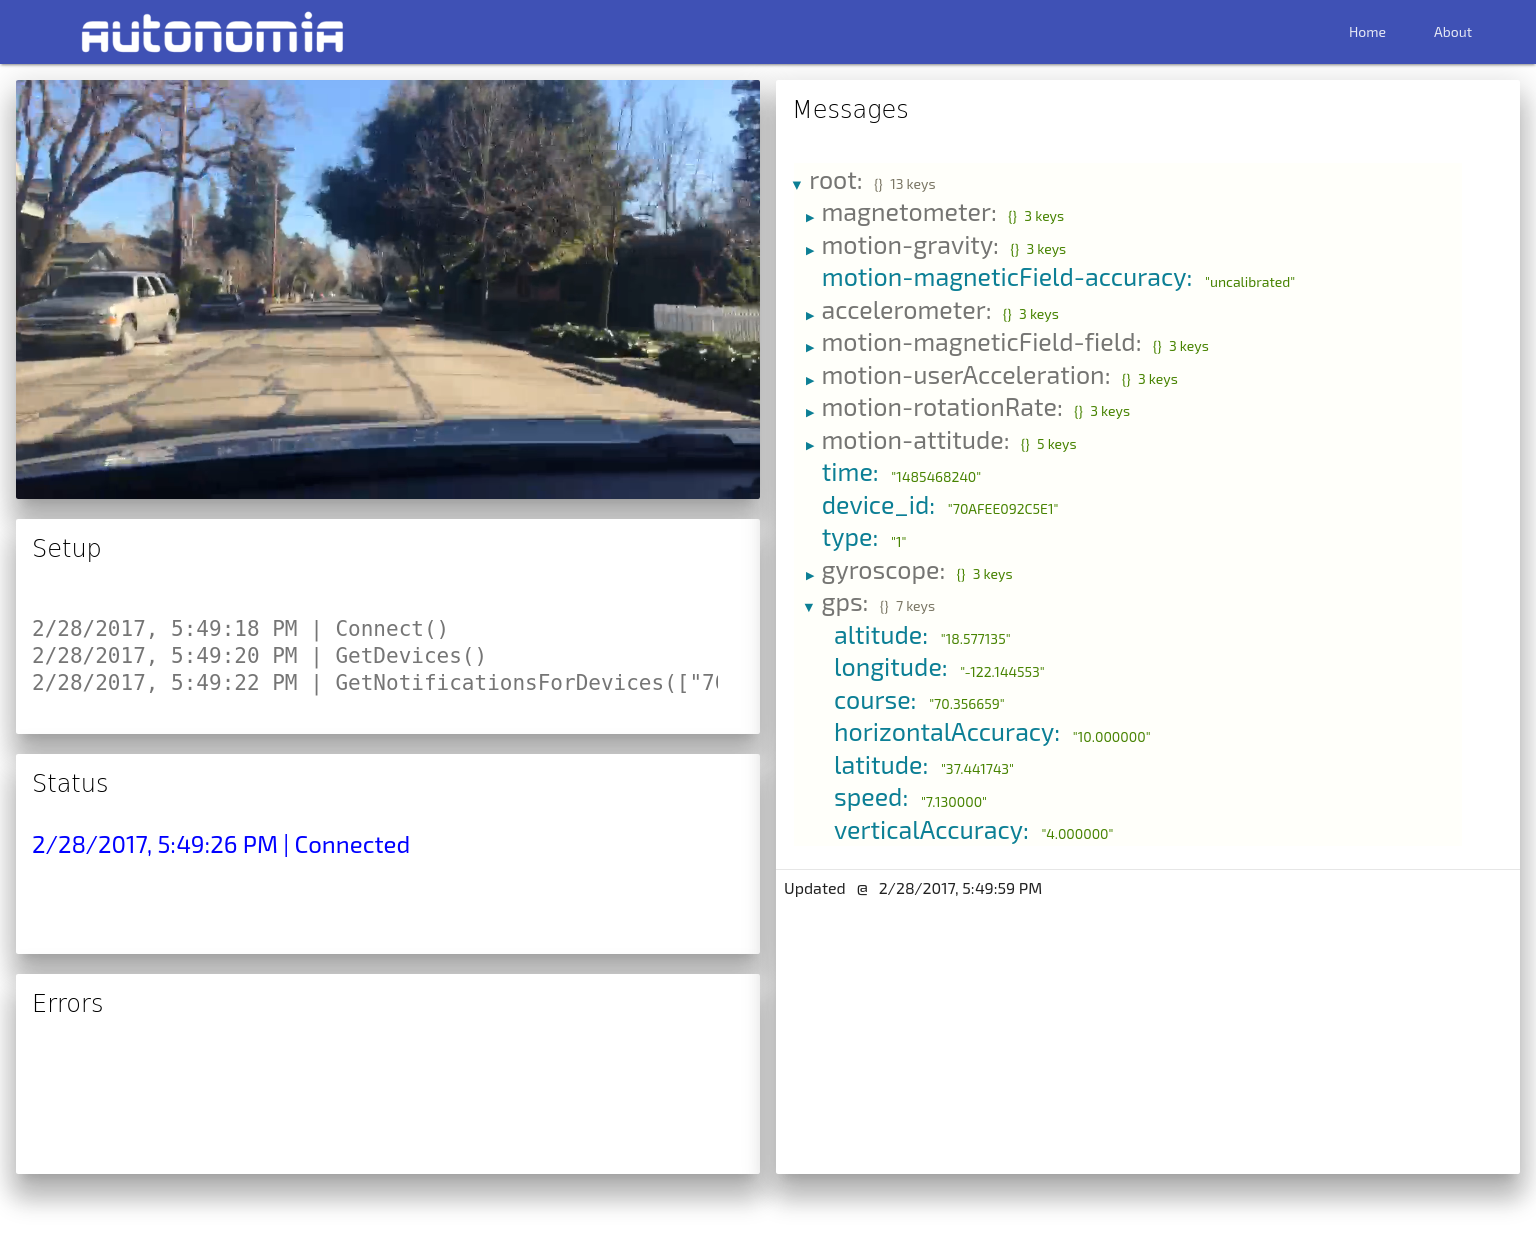 autonomia
Home About
Messages
▼ root: {} 13 keys
▶ magnetometer: {} 3 keys
▶ motion-gravity: {} 3 keys
motion-magneticField-accuracy: "uncalibrated"
▶ accelerometer: {} 3 keys
▶ motion-magneticField-field: {} 3 keys
▶ motion-userAcceleration: {} 3 keys
▶ motion-rotationRate: {} 3 keys
▶ motion-attitude: {} 5 keys
time: "1485468240"
device_id: "70AFEE092C5E1"
type: "1"
▶ gyroscope: {} 3 keys
▼ gps: {} 7 keys
altitude: "18.577135"
longitude: "-122.144553"
course: "70.356659"
horizontalAccuracy: "10.000000"
latitude: "37.441743"
speed: "7.130000"
verticalAccuracy: "4.000000"
Updated @ 2/28/2017, 5:49:59 PM
Setup
2/28/2017, 5:49:18 PM | Connect()
2/28/2017, 5:49:20 PM | GetDevices()
2/28/2017, 5:49:22 PM | GetNotificationsForDevices(["70
Status
2/28/2017, 5:49:26 PM | Connected
Errors